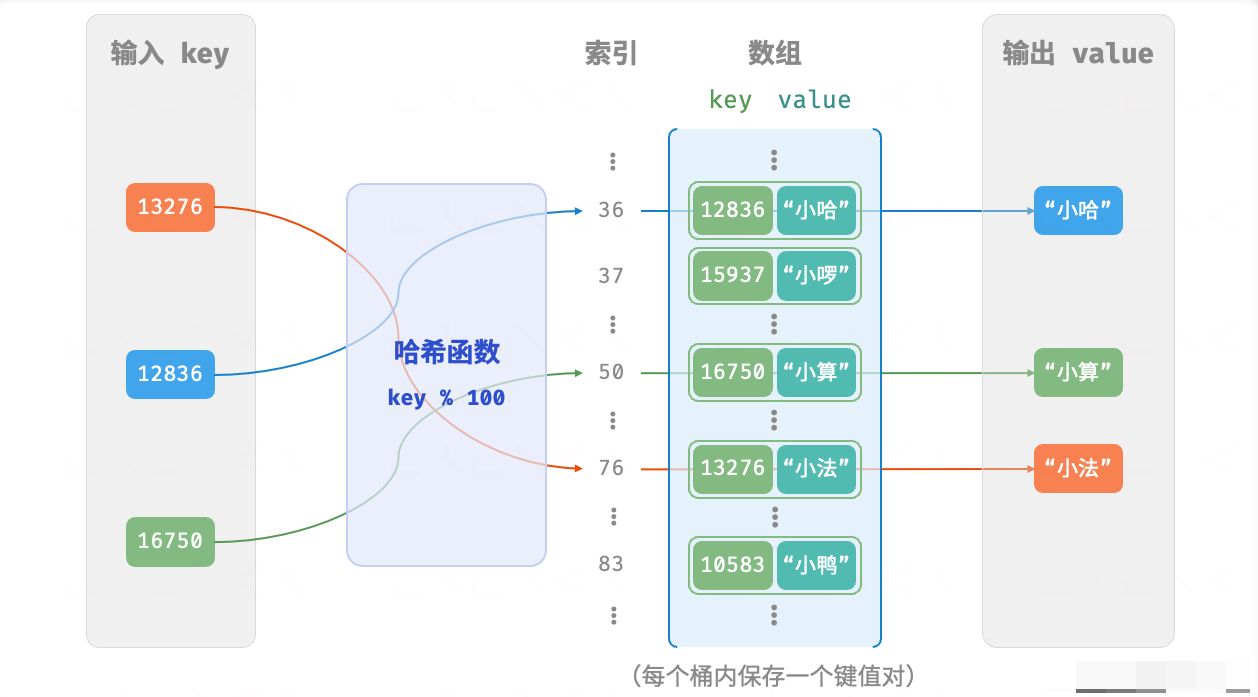 输入 key
索引
数组
输出 value
key value
13276
36
12836 “小哈”
“小哈”
37
15937 “小啰”
12836
哈希函数
key % 100
50
16750 “小算”
“小算”
76
13276 “小法”
“小法”
16750
83
10583 “小鸭”
（每个桶内保存一个键值对）